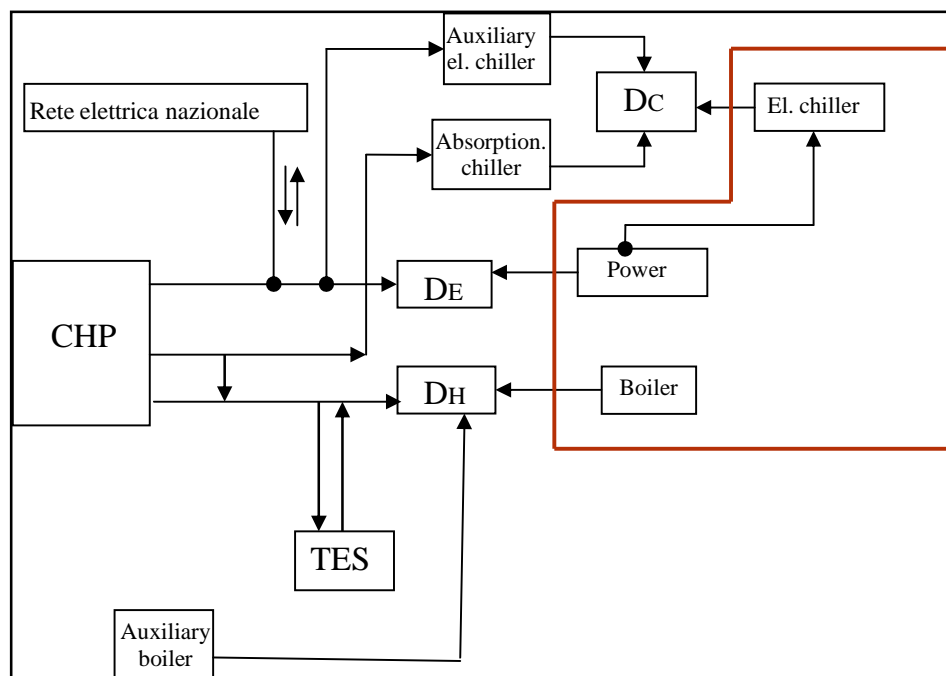 Auxiliary
el. chiller
Rete elettrica nazionale
DC
El. chiller
Absorption.
chiller
Power
DE
CHP
DH
Boiler
TES
Auxiliary
boiler